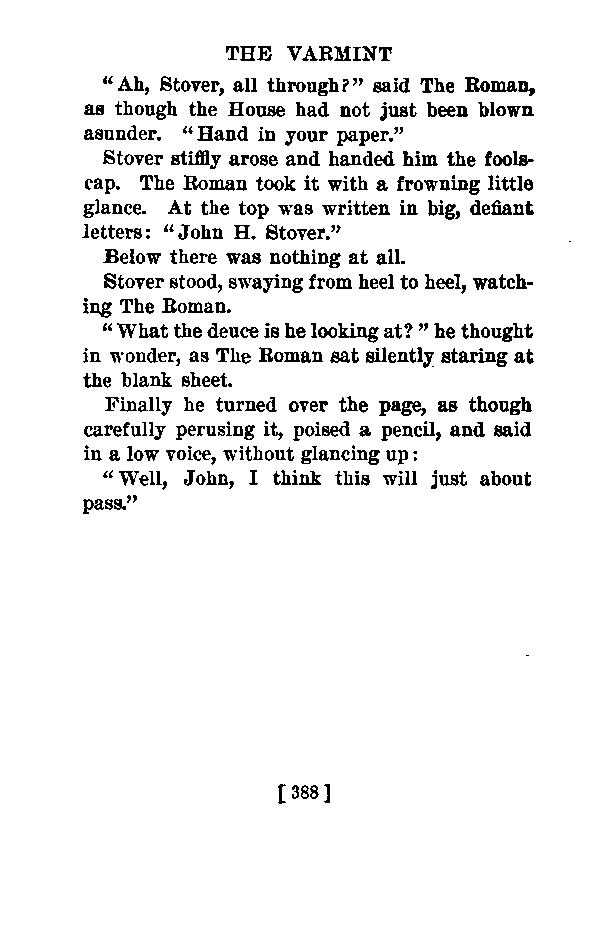 THE VARMINT
“Ah, Stover, all through?” said The Roman,
as though the House had not just been blown
asunder. “Hand in your paper.”
Stover stiffly arose and handed him the fools-
cap. The Roman took it with a frowning little
glance. At the top was written in big, defiant
letters: “John H. Stover.”
Below there was nothing at all.
Stover stood, swaying from heel to heel, watch-
ing The Roman.
“What the deuce is he looking at?” he thought
in wonder, as The Roman sat silently staring at
the blank sheet.
Finally he turned over the page, as though
carefully perusing it, poised a pencil, and said
in a low voice, without glancing up:
“Well, John, I think this will just about
pass.”
[388]